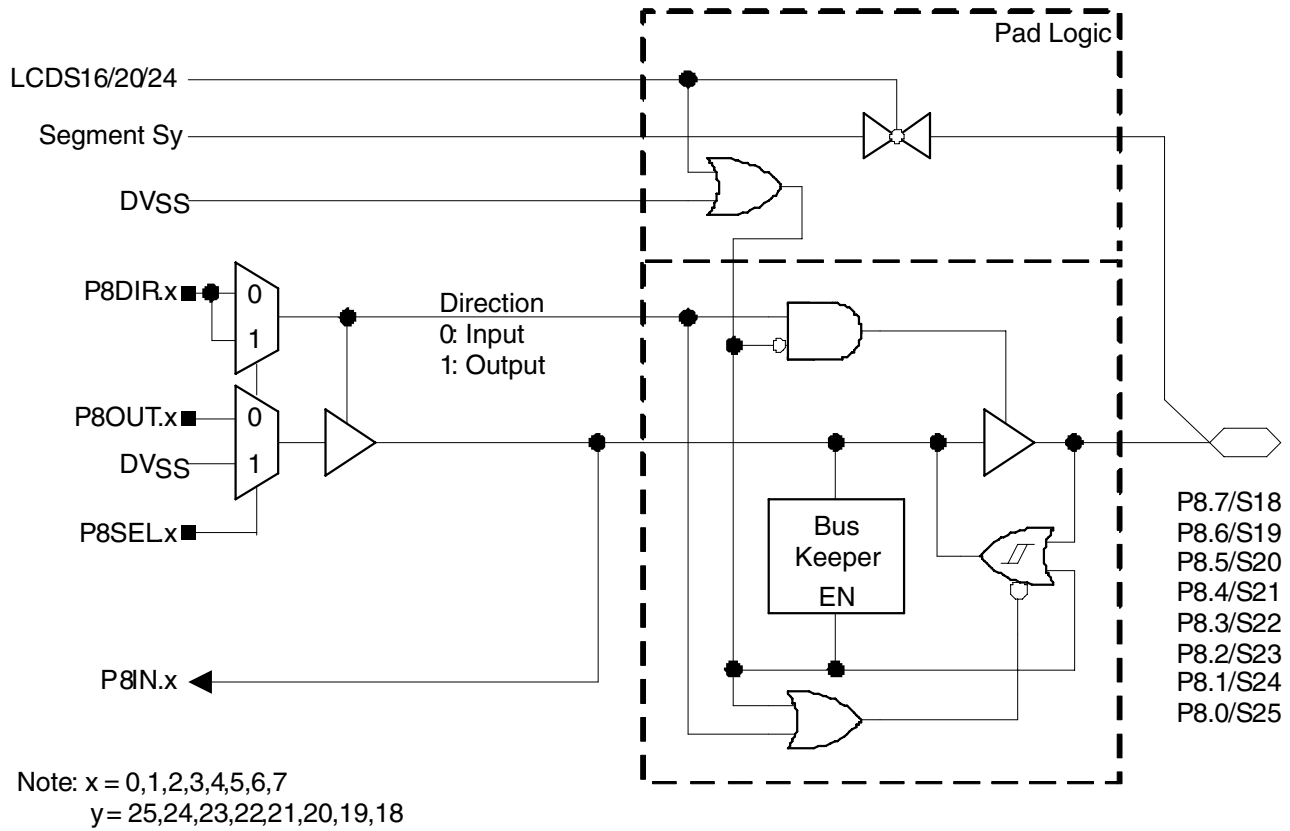 Pad Logic
LCDS16/20/24
Segment Sy
DVSS
P8DIR.x
0
1
Direction
0: Input
1: Output
P8OUT.x
0
DVSS
1
P8SEL.x
Bus
Keeper
EN
P8IN.x
P8.7/S18
P8.6/S19
P8.5/S20
P8.4/S21
P8.3/S22
P8.2/S23
P8.1/S24
P8.0/S25
Note: x = 0,1,2,3,4,5,6,7
y = 25,24,23,22,21,20,19,18